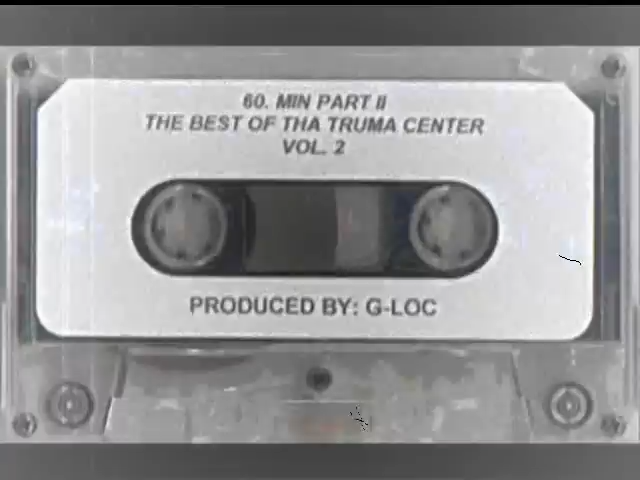 60. MIN PART II
THE BEST OF THA TRUMA CENTER
VOL. 2
PRODUCED BY: G-LOC